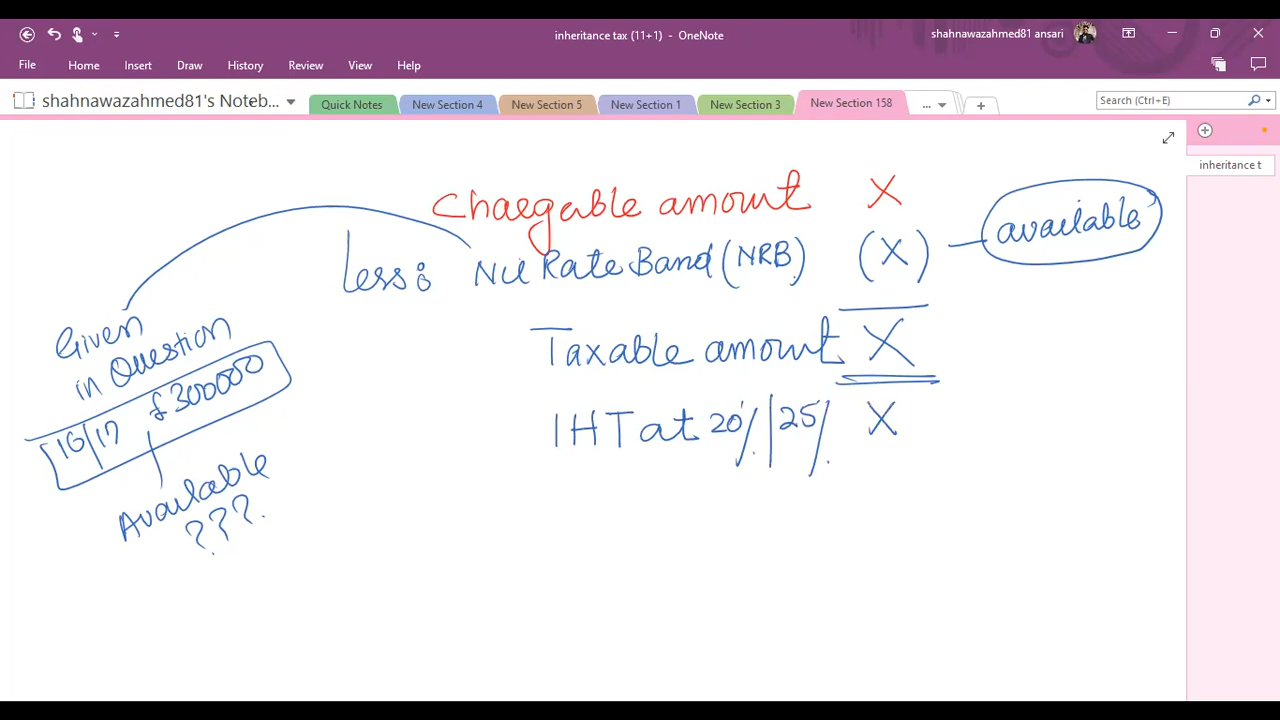 inheritance tax (11+1) - OneNote
shahnawazahmed81 ansari
File Home Insert Draw History Review View Help
shahnawazahmed81's Noteb...
Quick Notes
New Section 4
New Section 5
New Section 1
New Section 3
New Section 158
...
Search (Ctrl+E)
inheritance t
Chargeable amount X
less: Nil Rate Band (NRB) (X) available
Taxable amount X
IHT at 20% | 25% X
Given
in Question
16/17 £300000
Available
???.